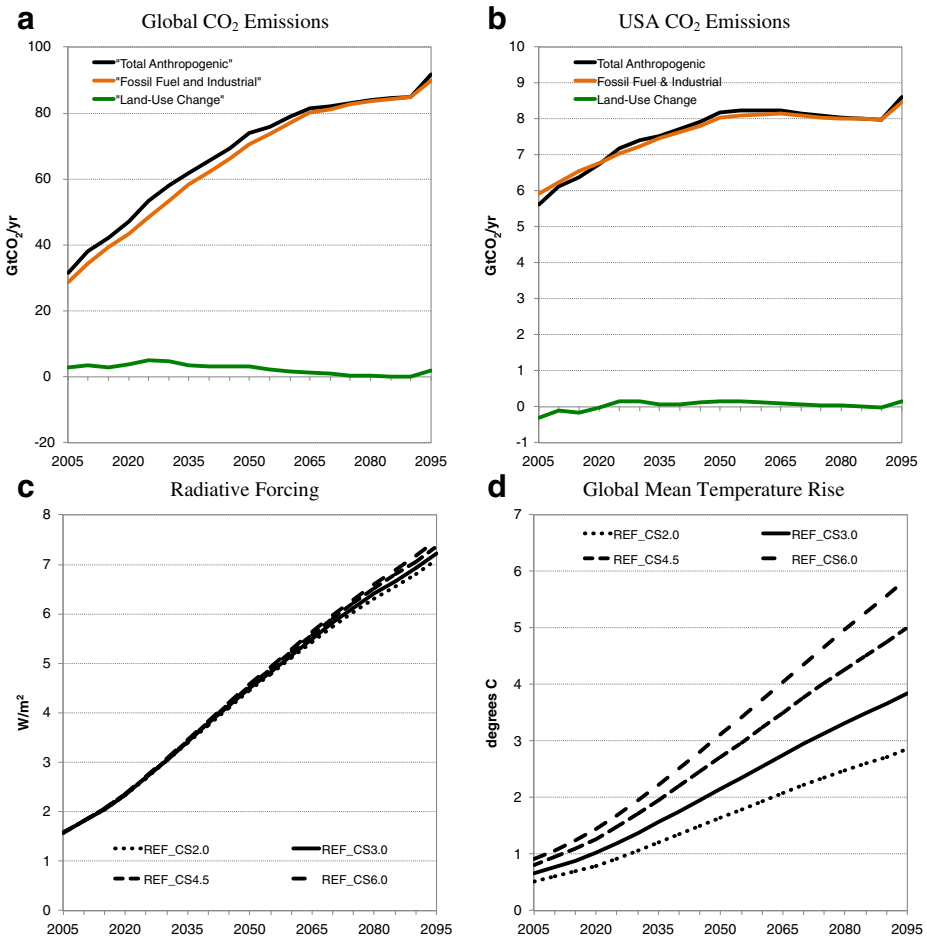 a
Global CO₂ Emissions
100
80
60
40
20
0
-20
GtCO₂/yr
"Total Anthropogenic"
"Fossil Fuel and Industrial"
"Land-Use Change"
2005 2020 2035 2050 2065 2080 2095
b
USA CO₂ Emissions
10
9
8
7
6
5
4
3
2
1
0
-1
GtCO₂/yr
Total Anthropogenic
Fossil Fuel & Industrial
Land-Use Change
2005 2020 2035 2050 2065 2080 2095
c
Radiative Forcing
8
7
6
5
4
3
2
1
0
W/m²
REF_CS2.0 REF_CS3.0
REF_CS4.5 REF_CS6.0
2005 2020 2035 2050 2065 2080 2095
d
Global Mean Temperature Rise
7
6
5
4
3
2
1
0
degrees C
REF_CS2.0 REF_CS3.0
REF_CS4.5 REF_CS6.0
2005 2020 2035 2050 2065 2080 2095